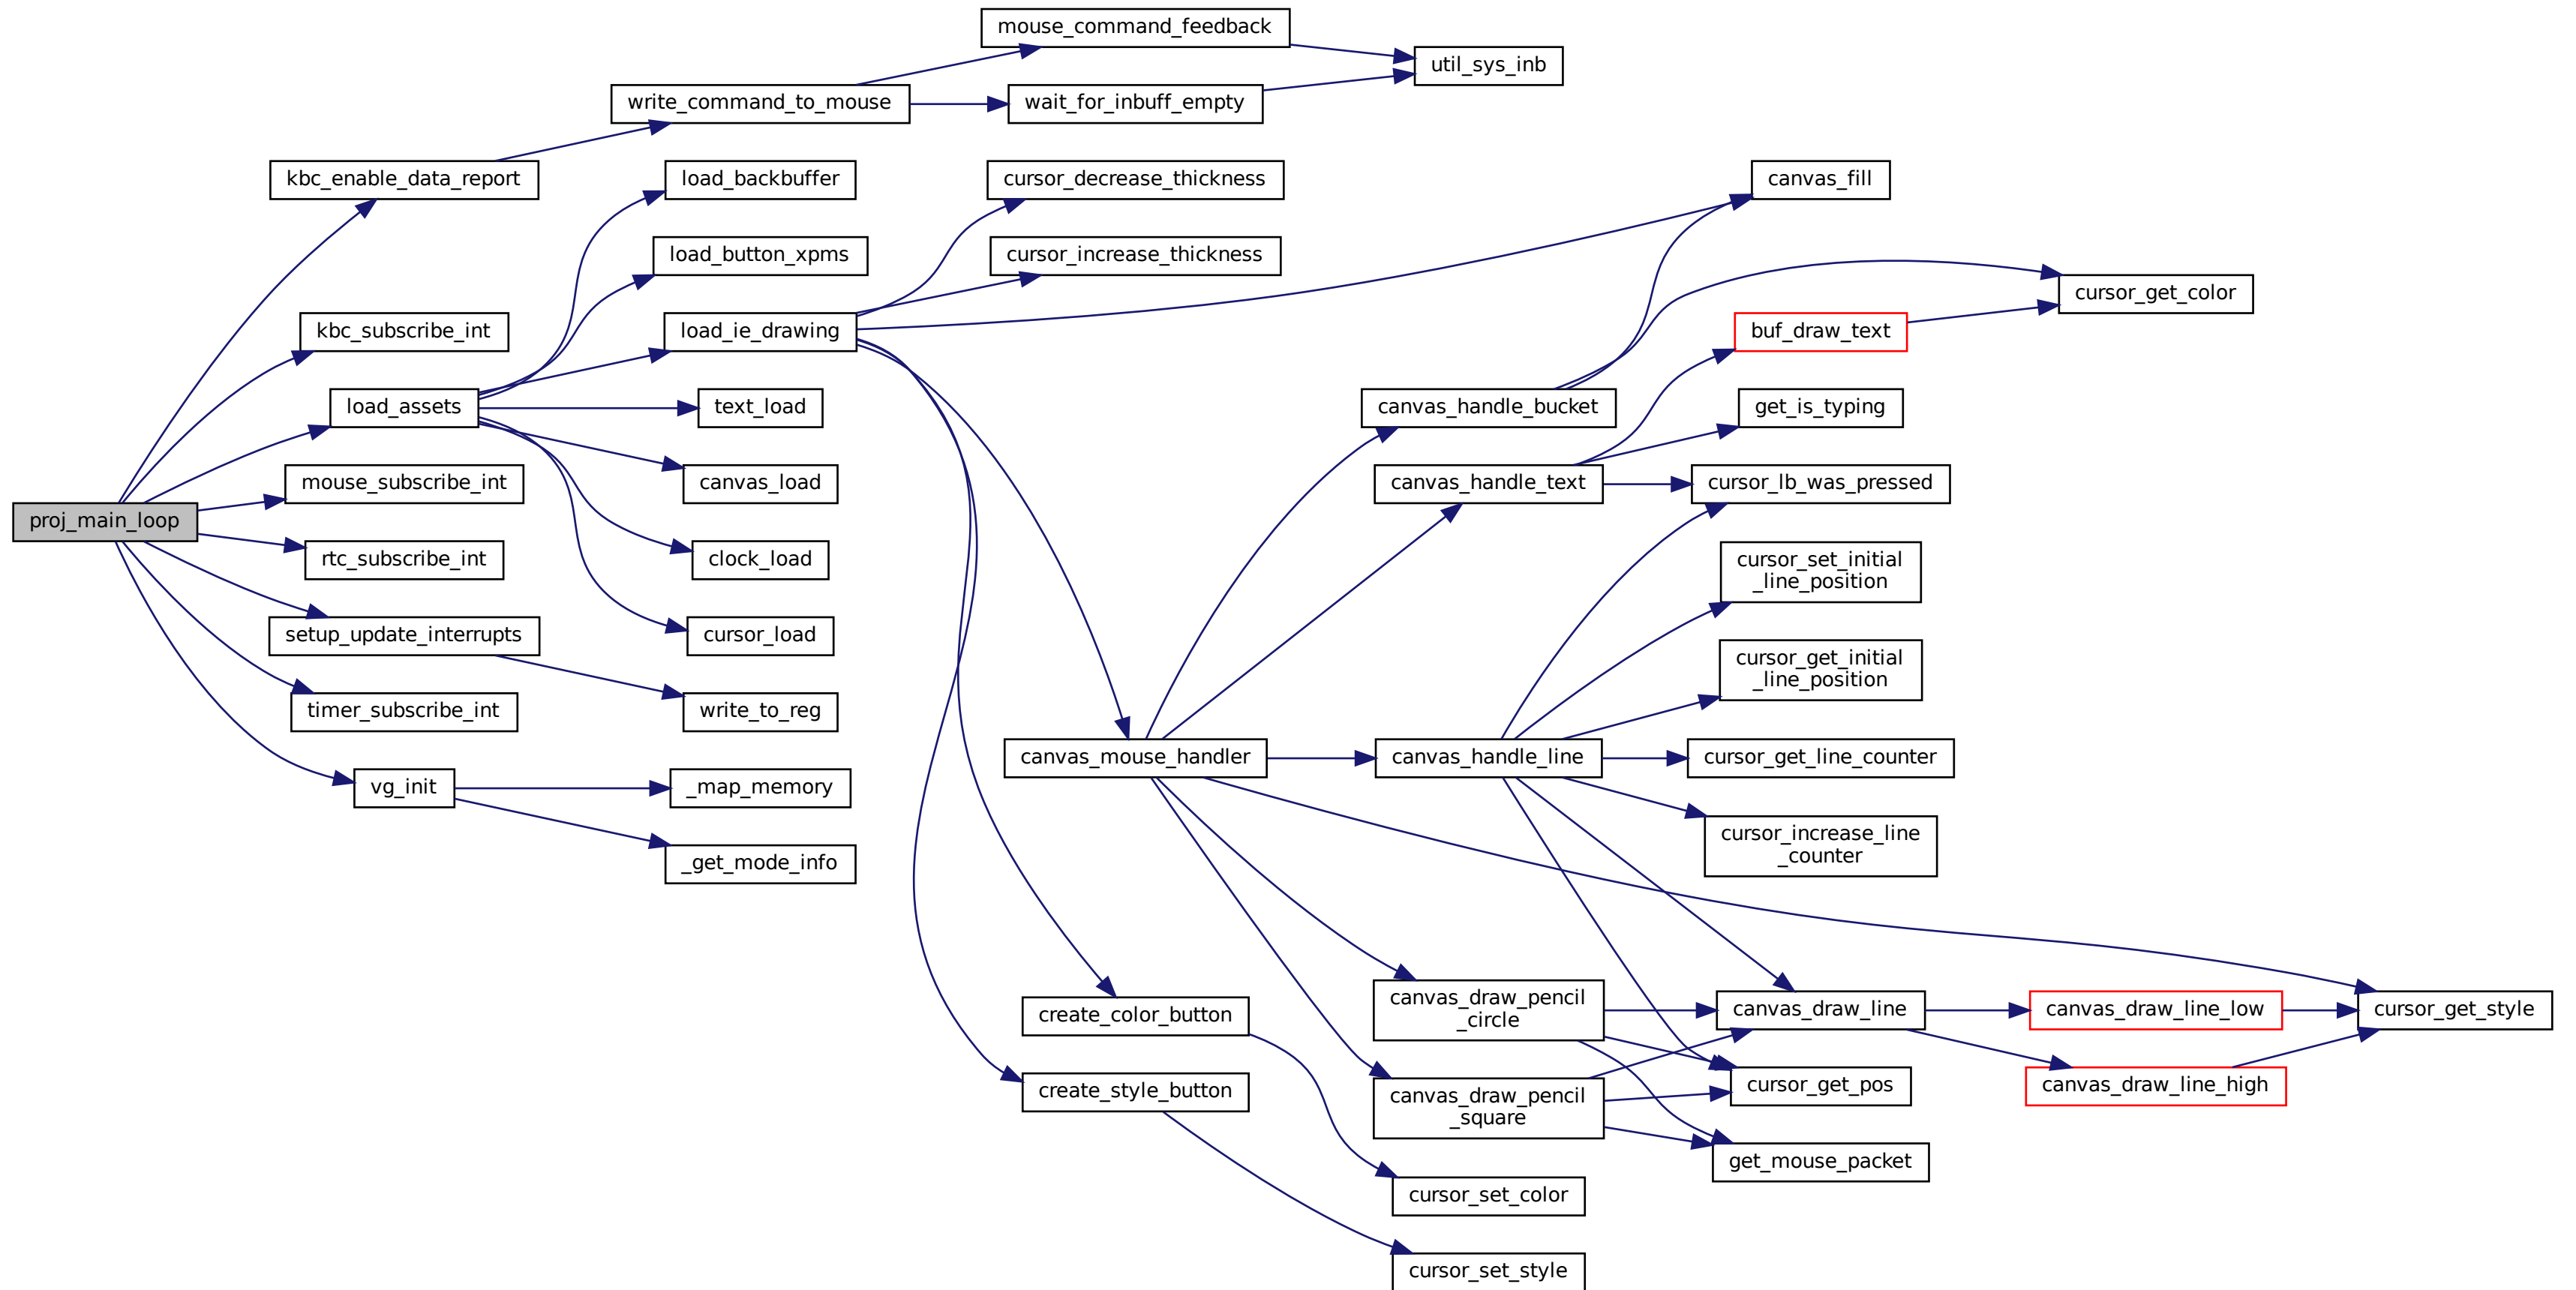 mouse_command_feedback
util_sys_inb
write_command_to_mouse
wait_for_inbuff_empty
kbc_enable_data_report
load_backbuffer
cursor_decrease_thickness
canvas_fill
load_button_xpms
cursor_increase_thickness
cursor_get_color
kbc_subscribe_int
load_ie_drawing
buf_draw_text
load_assets
text_load
canvas_handle_bucket
get_is_typing
mouse_subscribe_int
canvas_load
canvas_handle_text
cursor_lb_was_pressed
proj_main_loop
rtc_subscribe_int
clock_load
cursor_set_initial
_line_position
setup_update_interrupts
cursor_load
cursor_get_initial
_line_position
timer_subscribe_int
write_to_reg
canvas_mouse_handler
canvas_handle_line
cursor_get_line_counter
vg_init
_map_memory
cursor_increase_line
_counter
_get_mode_info
canvas_draw_pencil
_circle
create_color_button
canvas_draw_line
canvas_draw_line_low
cursor_get_style
create_style_button
canvas_draw_pencil
_square
cursor_get_pos
canvas_draw_line_high
get_mouse_packet
cursor_set_color
cursor_set_style